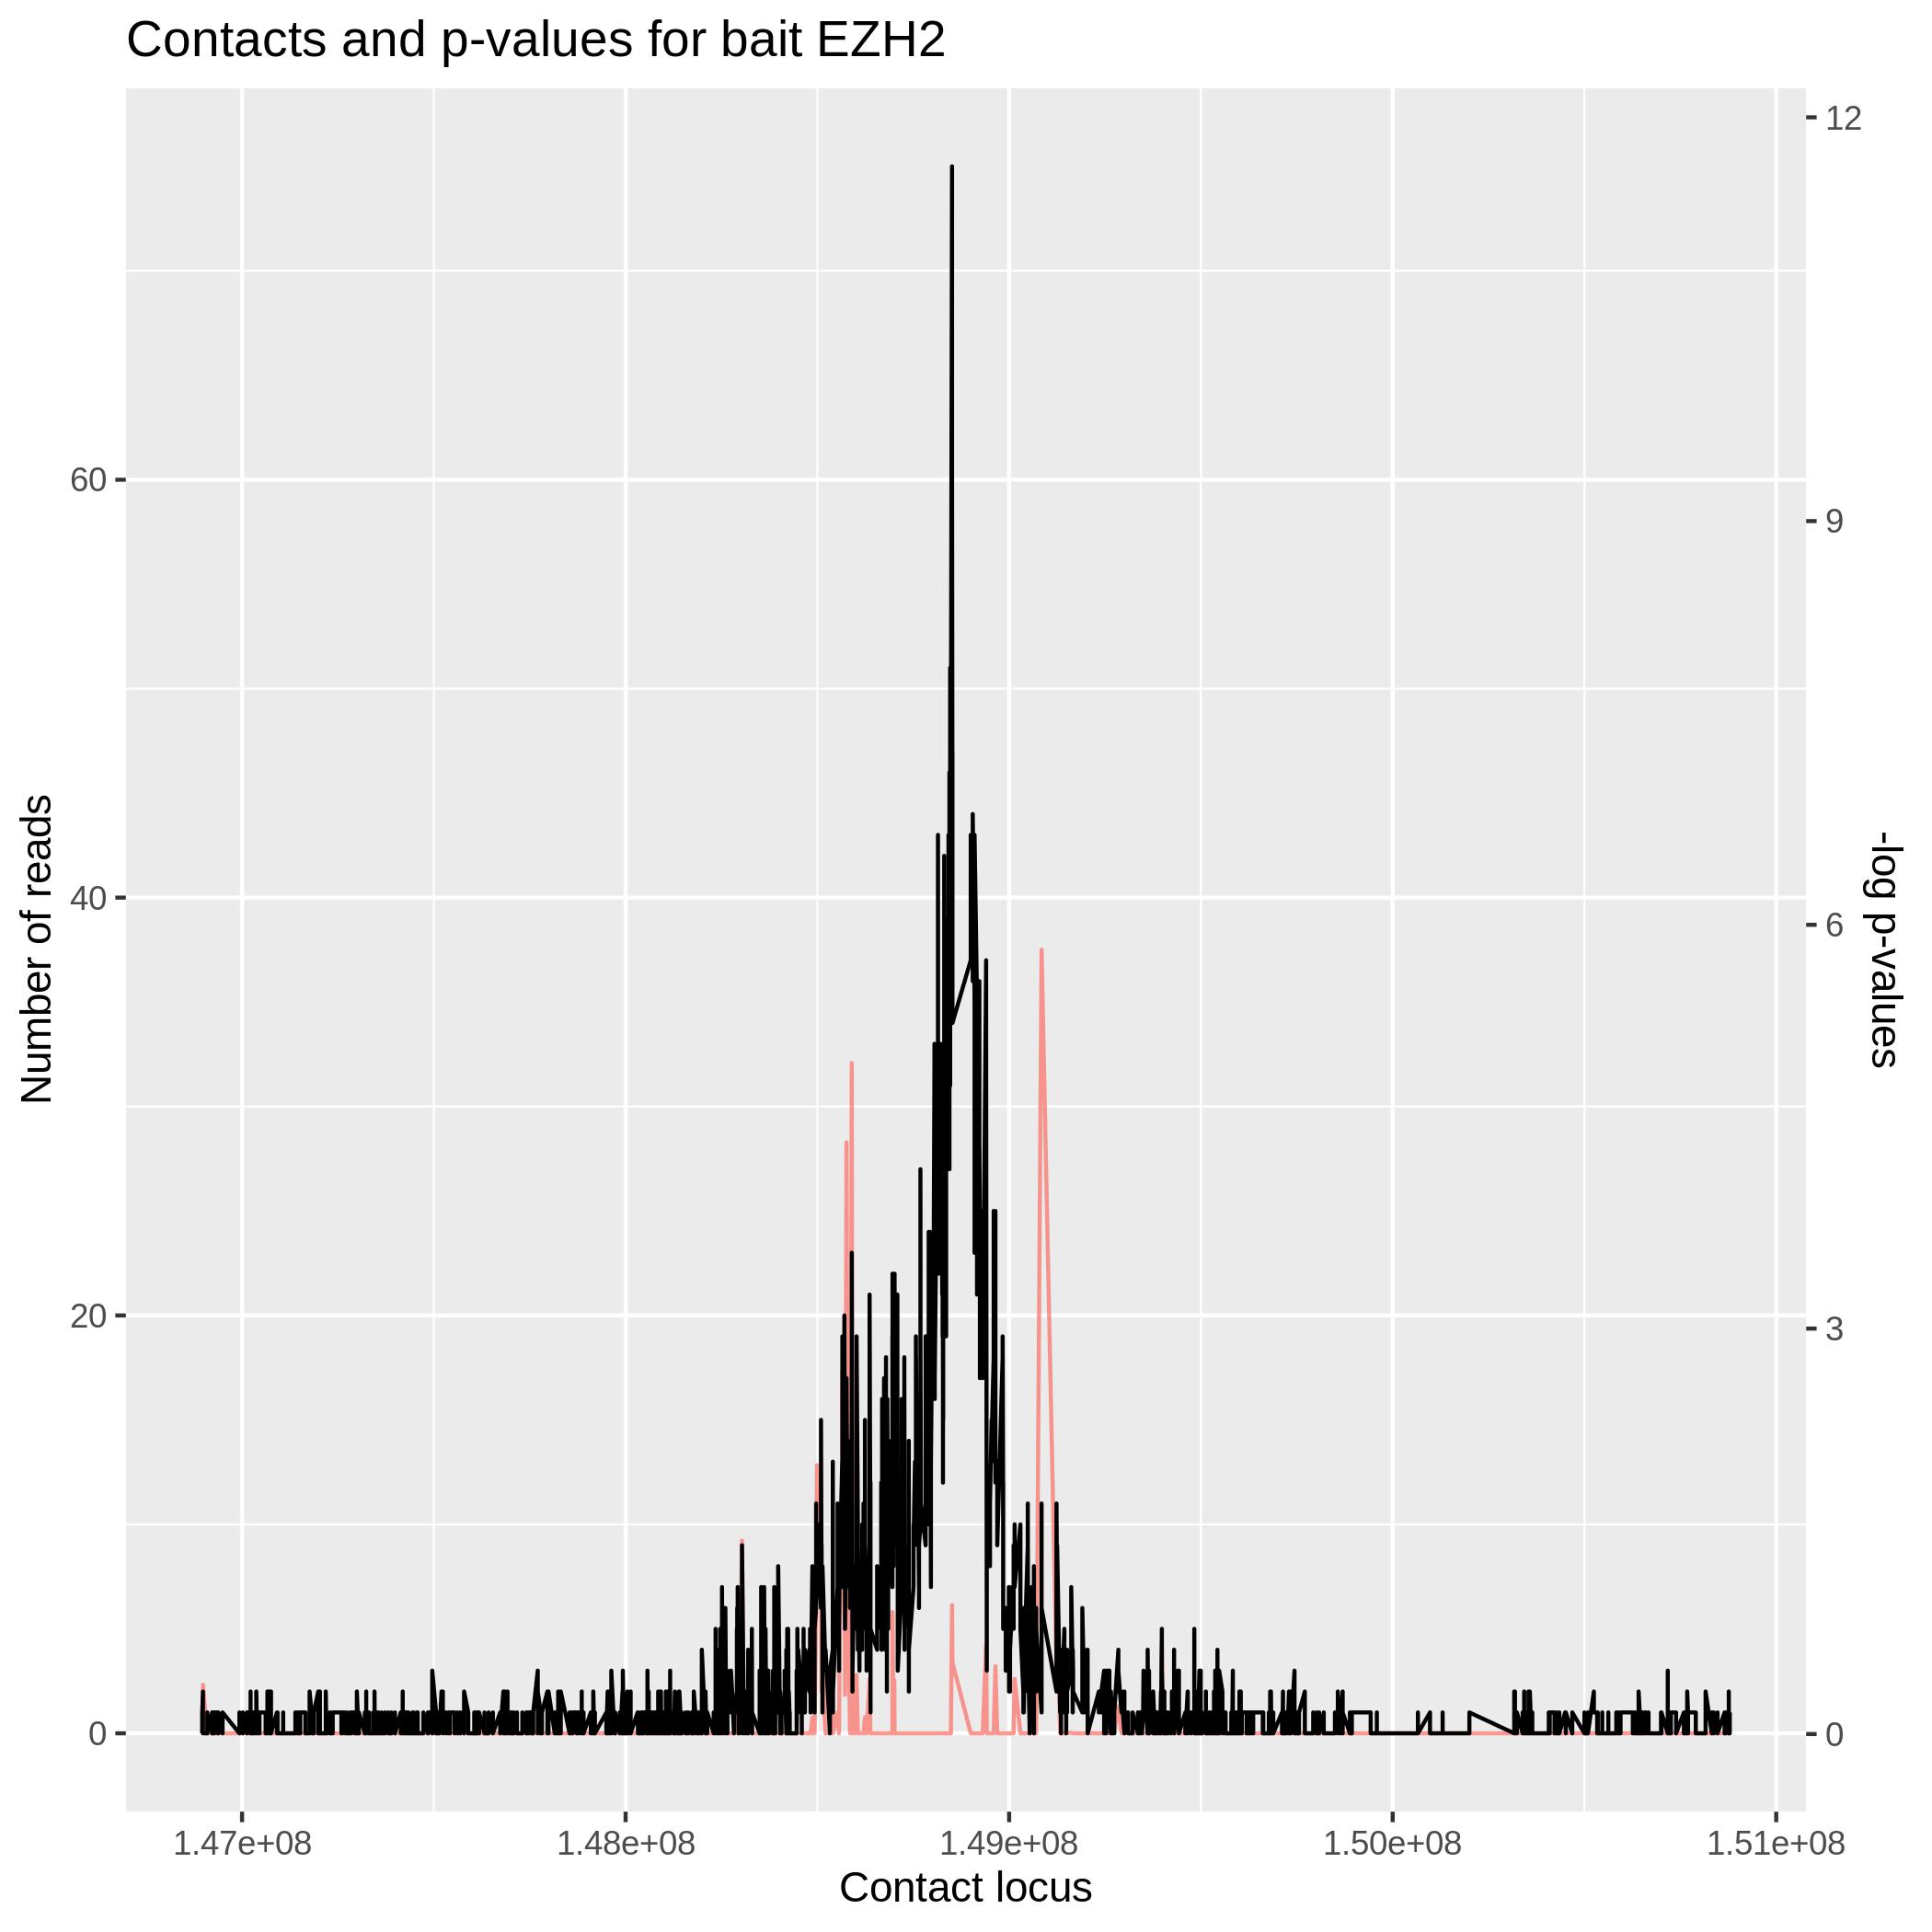 Contacts and p-values for bait EZH2
12
60
9
40
6
20
3
0
0
Number of reads
-log p-values
1.47e+08
1.48e+08
1.49e+08
1.50e+08
1.51e+08
Contact locus